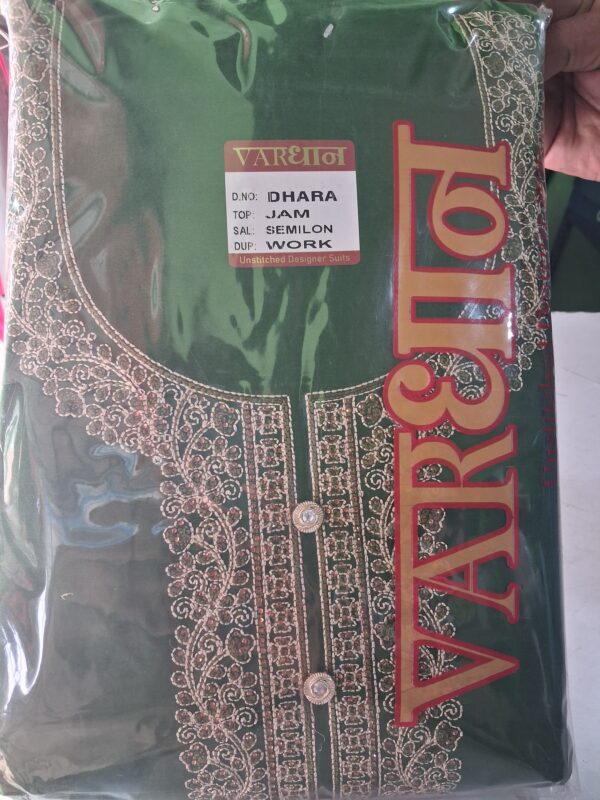 VARधान
D.NO: DHARA
TOP: JAM
SAL: SEMILON
DUP: WORK
Unstitched Designer Suits
VARधान